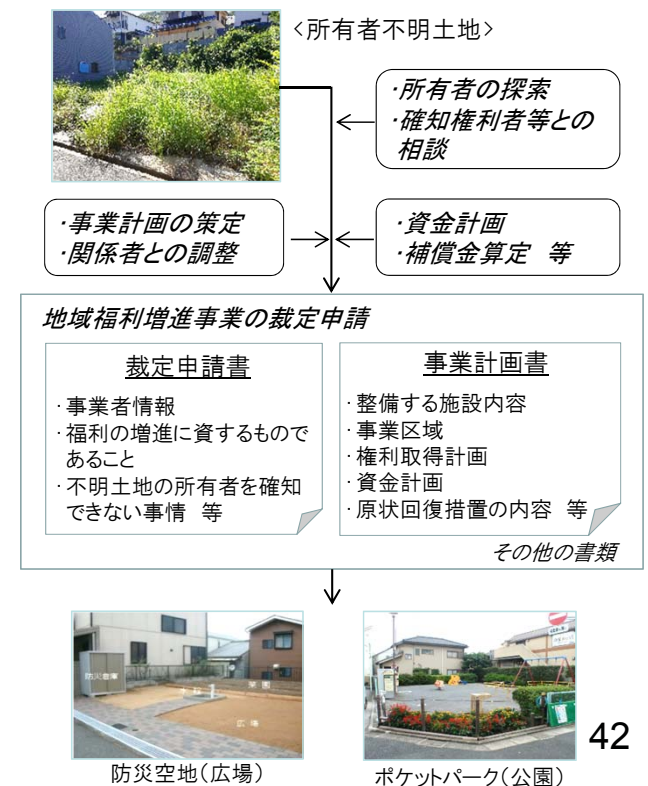 <所有者不明土地>
・所有者の探索
・確知権利者等との
相談
・事業計画の策定
・関係者との調整
・資金計画
・補償金算定 等
地域福利増進事業の裁定申請
裁定申請書
・事業者情報
・福利の増進に資するもので
あること
・不明土地の所有者を確知
できない事情 等
事業計画書
・整備する施設内容
・事業区域
・権利取得計画
・資金計画
・原状回復措置の内容 等
その他の書類
防災倉庫
菜園
広場
防災空地(広場)
ポケットパーク(公園)
42